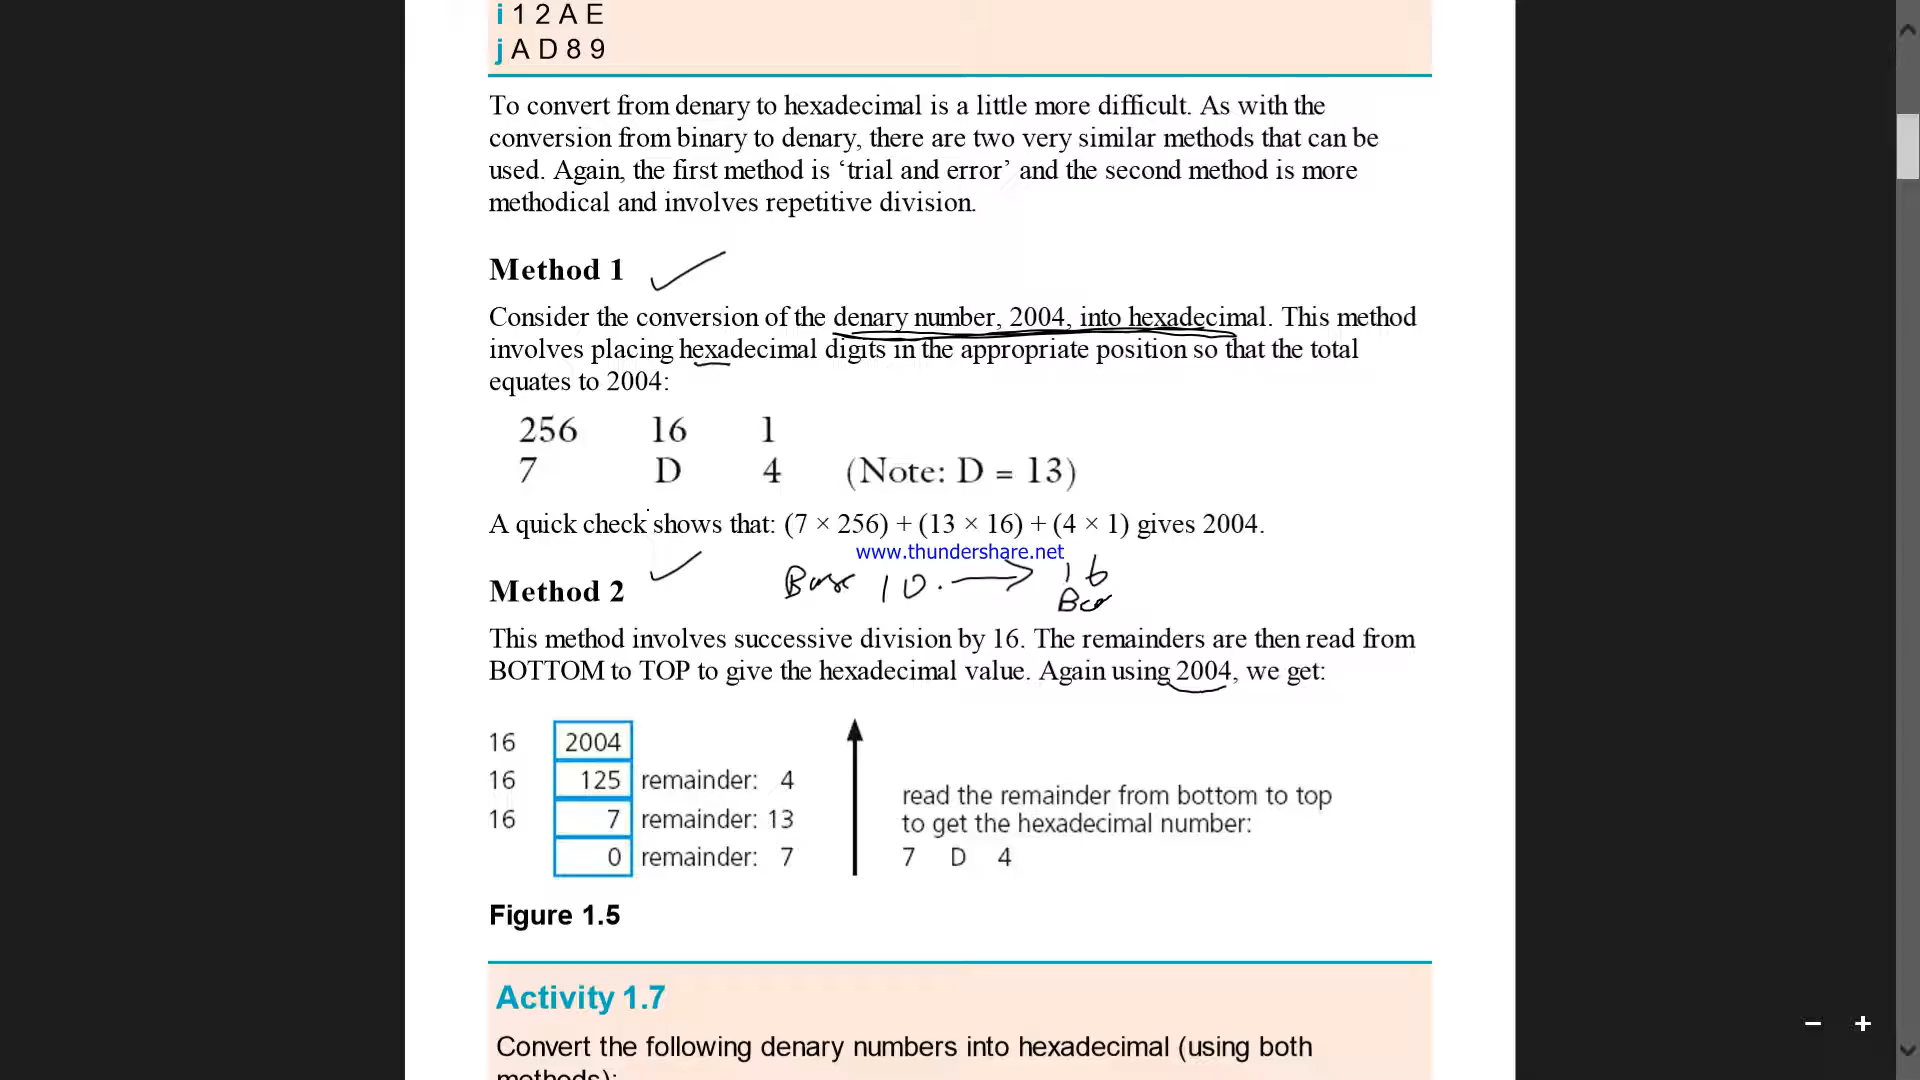 i 1 2 A E
j A D 8 9
To convert from denary to hexadecimal is a little more difficult. As with the
conversion from binary to denary, there are two very similar methods that can be
used. Again, the first method is ‘trial and error’ and the second method is more
methodical and involves repetitive division.
Method 1
Consider the conversion of the denary number, 2004, into hexadecimal. This method
involves placing hexadecimal digits in the appropriate position so that the total
equates to 2004:
256 16 1
7 D 4 (Note: D = 13)
A quick check shows that: (7 × 256) + (13 × 16) + (4 × 1) gives 2004.
www.thundershare.net
Base 10. → 16
Method 2
This method involves successive division by 16. The remainders are then read from
BOTTOM to TOP to give the hexadecimal value. Again using 2004, we get:
16 2004
16 125 remainder: 4
16 7 remainder: 13
0 remainder: 7
read the remainder from bottom to top
to get the hexadecimal number:
7 D 4
Figure 1.5
Activity 1.7
Convert the following denary numbers into hexadecimal (using both
methods):